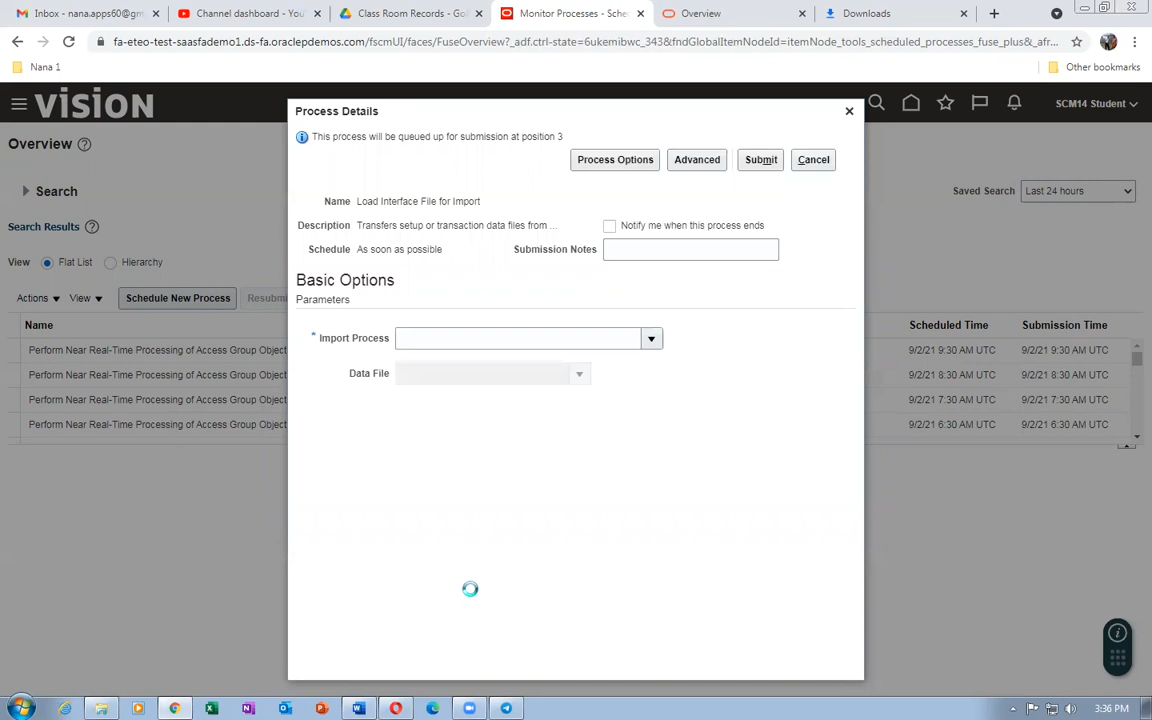 Inbox - nana.apps60@gm
Channel dashboard - You
Class Room Records - Goo
Monitor Processes - Sche
Overview
Downloads
fa-eteo-test-saasfademo1.ds-fa.oraclepdemos.com/fscmUI/faces/FuseOverview?_adf.ctrl-state=6ukemibwc_343&fndGlobalItemNodeId=itemNode_tools_scheduled_processes_fuse_plus&_afr...
Nana 1
Other bookmarks
VISION
SCM14 Student
Overview
Search
Saved Search Last 24 hours
Search Results
View Flat List Hierarchy
Actions View Schedule New Process Resubm
Name Scheduled Time Submission Time
Perform Near Real-Time Processing of Access Group Object 9/2/21 9:30 AM UTC 9/2/21 9:30 AM UTC
Perform Near Real-Time Processing of Access Group Object 9/2/21 8:30 AM UTC 9/2/21 8:30 AM UTC
Perform Near Real-Time Processing of Access Group Object 9/2/21 7:30 AM UTC 9/2/21 7:30 AM UTC
Perform Near Real-Time Processing of Access Group Object 9/2/21 6:30 AM UTC 9/2/21 6:30 AM UTC
Process Details
This process will be queued up for submission at position 3
Process Options Advanced Submit Cancel
Name Load Interface File for Import
Description Transfers setup or transaction data files from ... Notify me when this process ends
Schedule As soon as possible Submission Notes
Basic Options
Parameters
* Import Process
Data File
3:36 PM